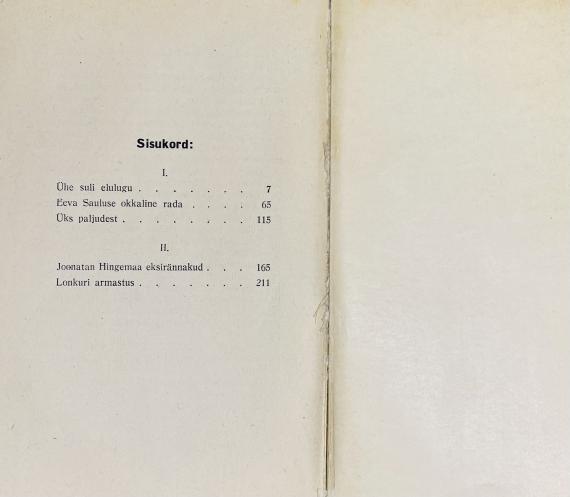 Sisukord:
I.
Ühe suli elulugu . . . . . . . 7
Eeva Sauluse okkaline rada . . . . 65
Üks paljudest . . . . . . . . 115
II.
Joonatan Hingemaa eksirännakud . . . 165
Lonkuri armastus . . . . . . . 211